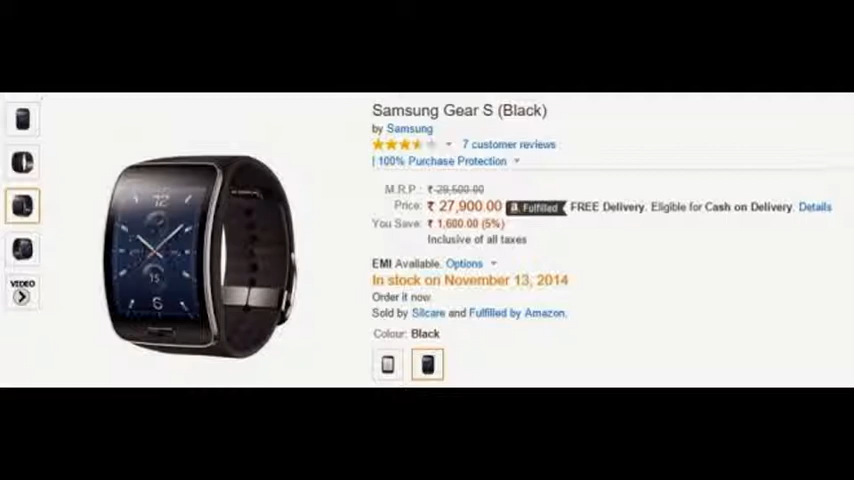 Samsung Gear S (Black)
by Samsung
7 customer reviews
| 100% Purchase Protection
M.R.P.: ₹ 29,500.00
Price: ₹ 27,900.00 a Fulfilled FREE Delivery. Eligible for Cash on Delivery. Details
You Save: ₹ 1,600.00 (5%)
Inclusive of all taxes
EMI Available. Options
In stock on November 13, 2014
Order it now.
Sold by Silcare and Fulfilled by Amazon.
Colour: Black
VIDEO
12
6